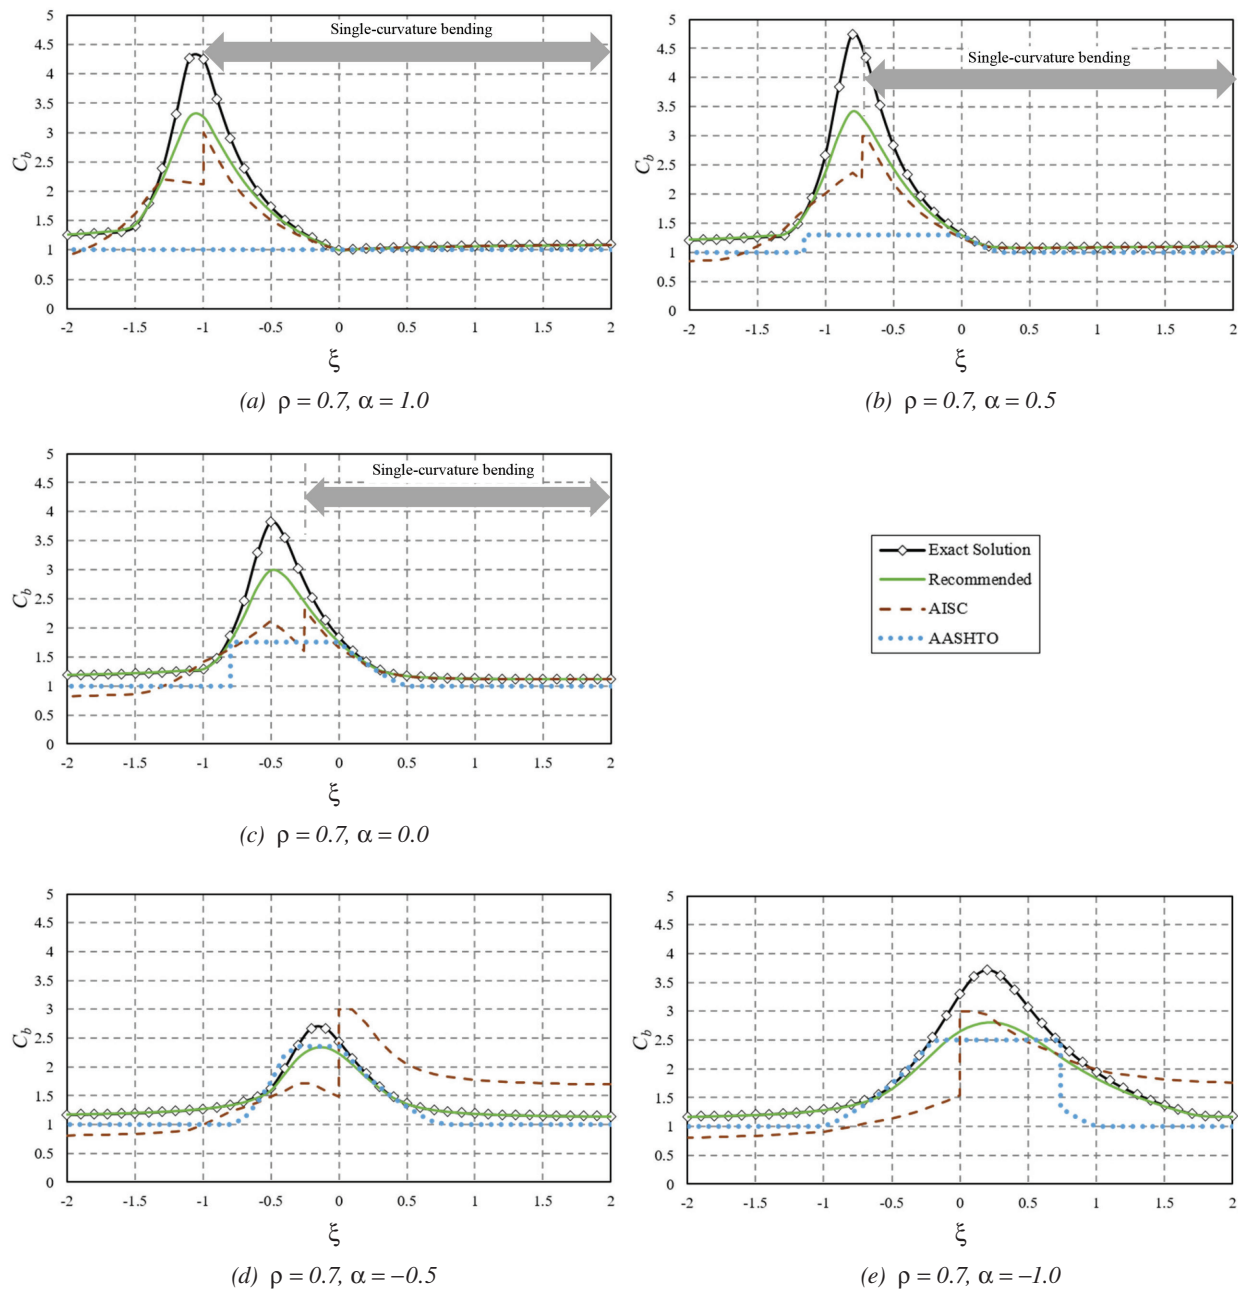 Single-curvature bending
5
4.5
4
3.5
3
2.5
2
1.5
1
0.5
0
C_b
-2 -1.5 -1 -0.5 0 0.5 1 1.5 2
ξ
(a) ρ = 0.7, α = 1.0
Single-curvature bending
5
4.5
4
3.5
3
2.5
2
1.5
1
0.5
0
C_b
-2 -1.5 -1 -0.5 0 0.5 1 1.5 2
ξ
(b) ρ = 0.7, α = 0.5
Single-curvature bending
5
4.5
4
3.5
3
2.5
2
1.5
1
0.5
0
C_b
-2 -1.5 -1 -0.5 0 0.5 1 1.5 2
ξ
(c) ρ = 0.7, α = 0.0
Exact Solution
Recommended
AISC
AASHTO
5
4.5
4
3.5
3
2.5
2
1.5
1
0.5
0
C_b
-2 -1.5 -1 -0.5 0 0.5 1 1.5 2
ξ
(d) ρ = 0.7, α = −0.5
5
4.5
4
3.5
3
2.5
2
1.5
1
0.5
0
C_b
-2 -1.5 -1 -0.5 0 0.5 1 1.5 2
ξ
(e) ρ = 0.7, α = −1.0